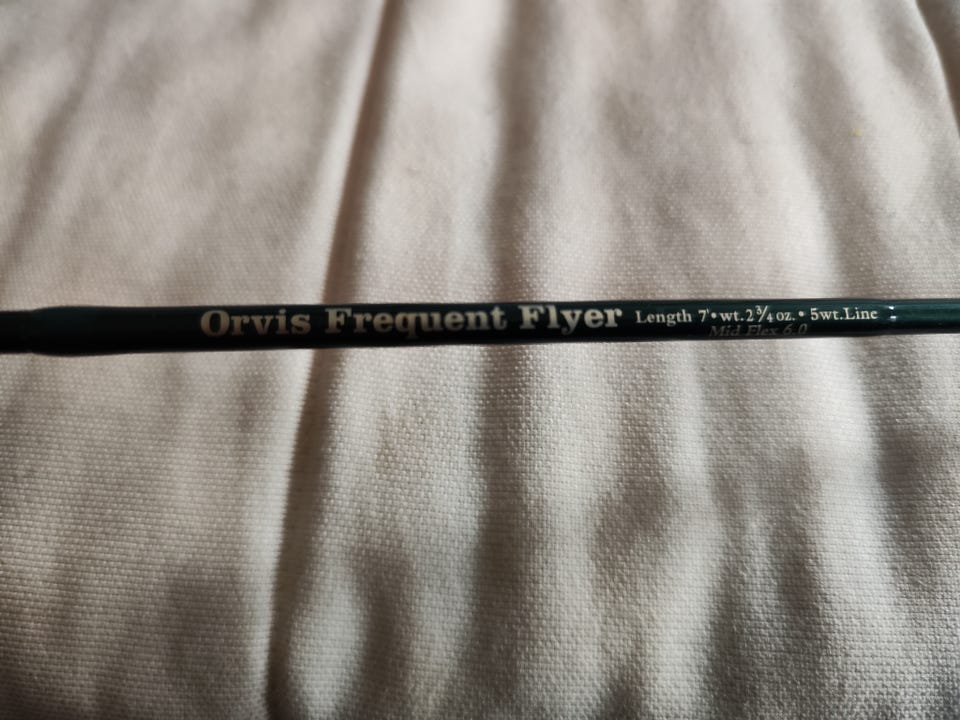 Orvis Frequent Flyer Length 7'• wt.2 ¾ oz. • 5wt.Line
Mid Flex 6.0